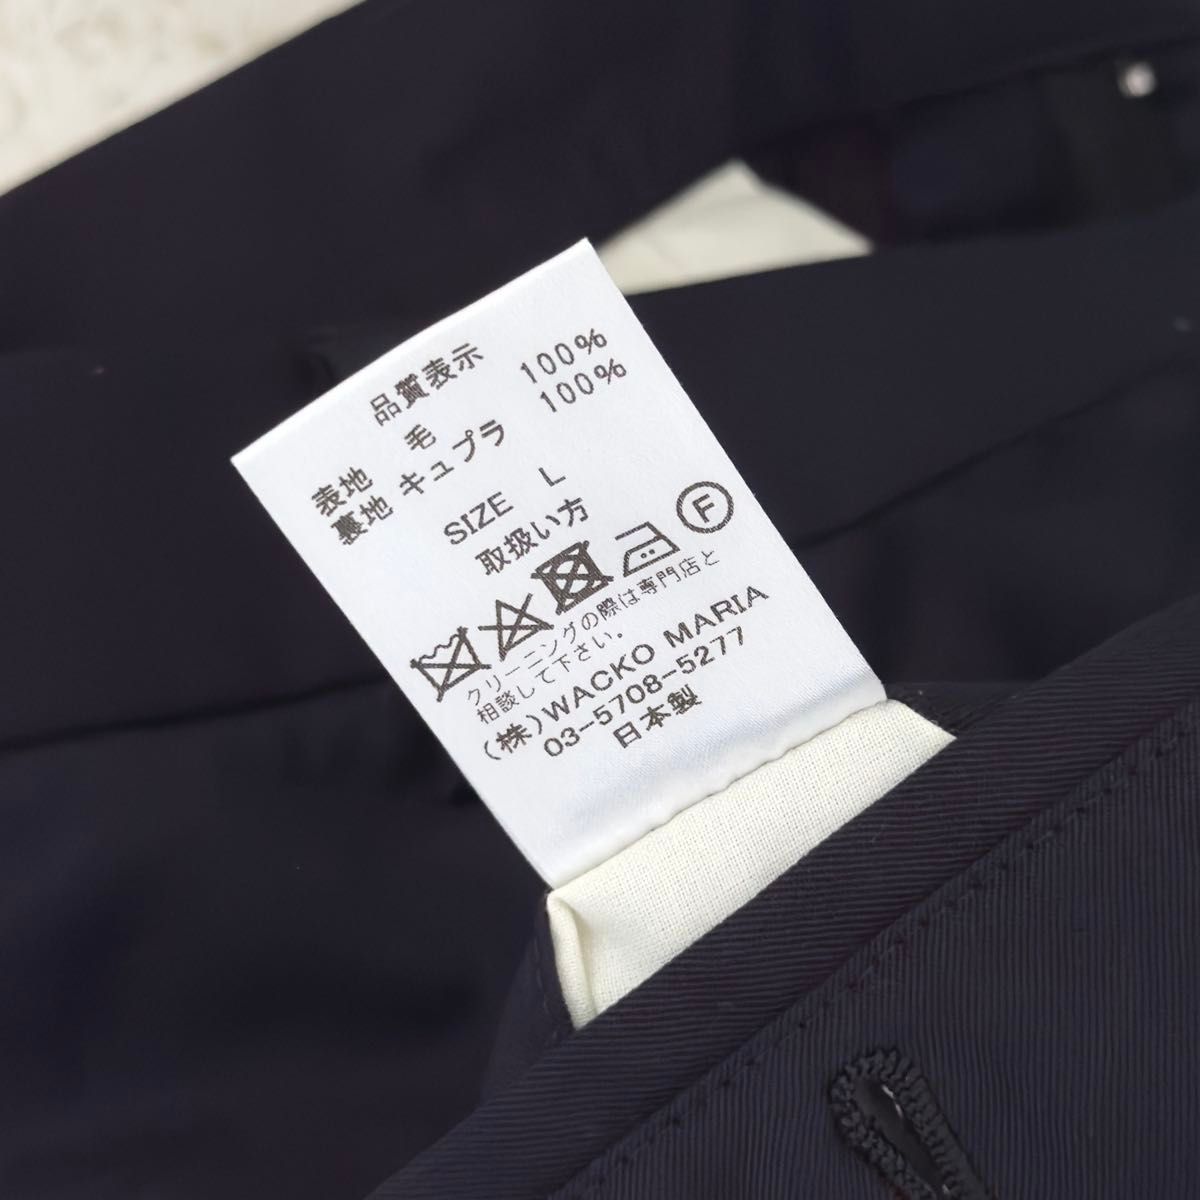 品質表示
表地 毛 100%
裏地 キュプラ 100%
SIZE L
取扱い方
F
クリーニングの際は専門店と
相談して下さい。
(株)WACKO MARIA
03-5708-5277
日本製